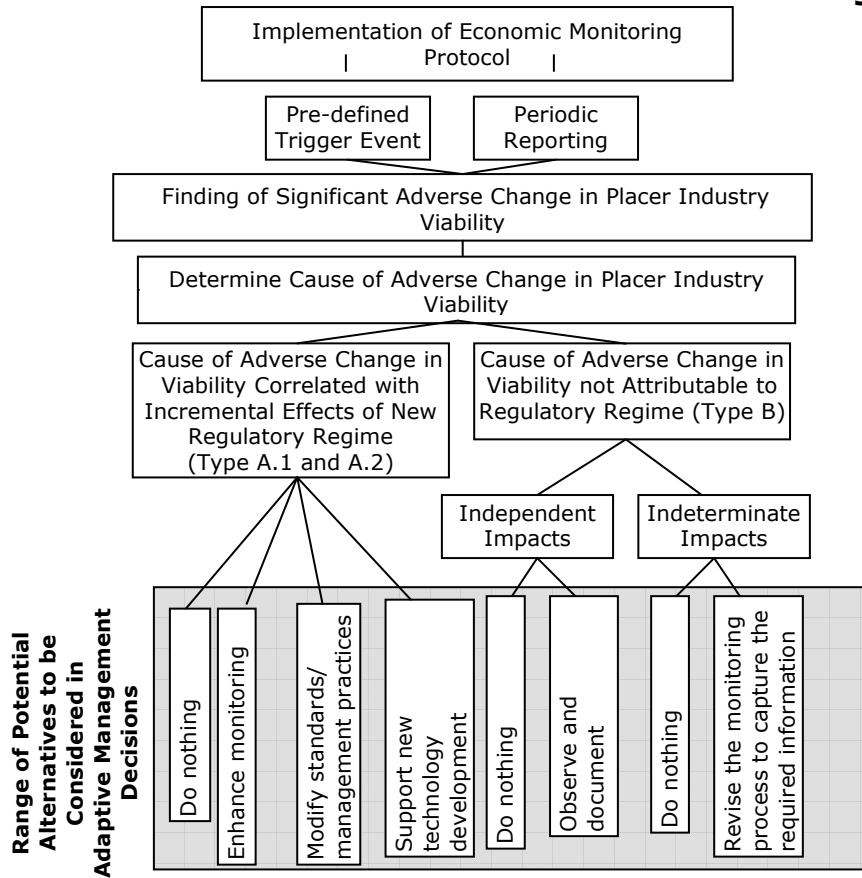 Implementation of Economic Monitoring
Protocol
Pre-defined
Trigger Event
Periodic
Reporting
Finding of Significant Adverse Change in Placer Industry
Viability
Determine Cause of Adverse Change in Placer Industry
Viability
Cause of Adverse Change in
Viability Correlated with
Incremental Effects of New
Regulatory Regime
(Type A.1 and A.2)
Cause of Adverse Change in
Viability not Attributable to
Regulatory Regime (Type B)
Independent
Impacts
Indeterminate
Impacts
Range of Potential
Alternatives to be
Considered in
Adaptive Management
Decisions
Do nothing
Enhance monitoring
Modify standards/
management practices
Support new
technology
development
Do nothing
Observe and
document
Do nothing
Revise the monitoring
process to capture the
required information